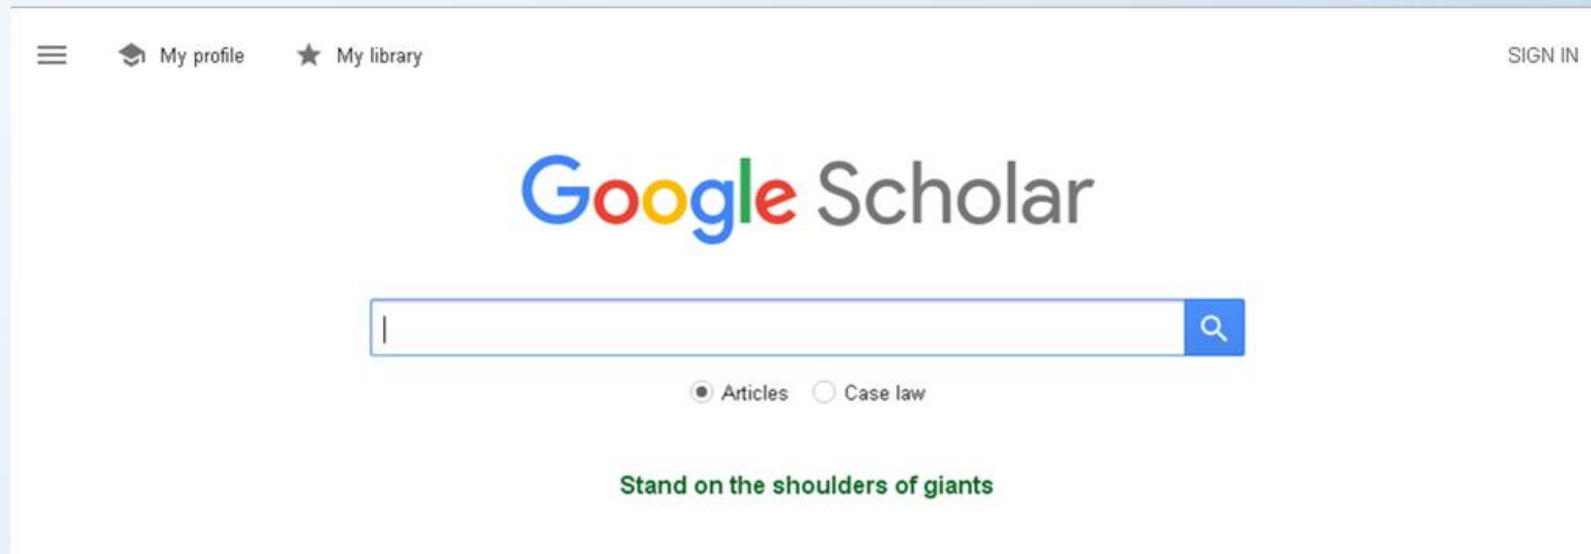 My profile My library SIGN IN
Google Scholar
Articles Case law
Stand on the shoulders of giants